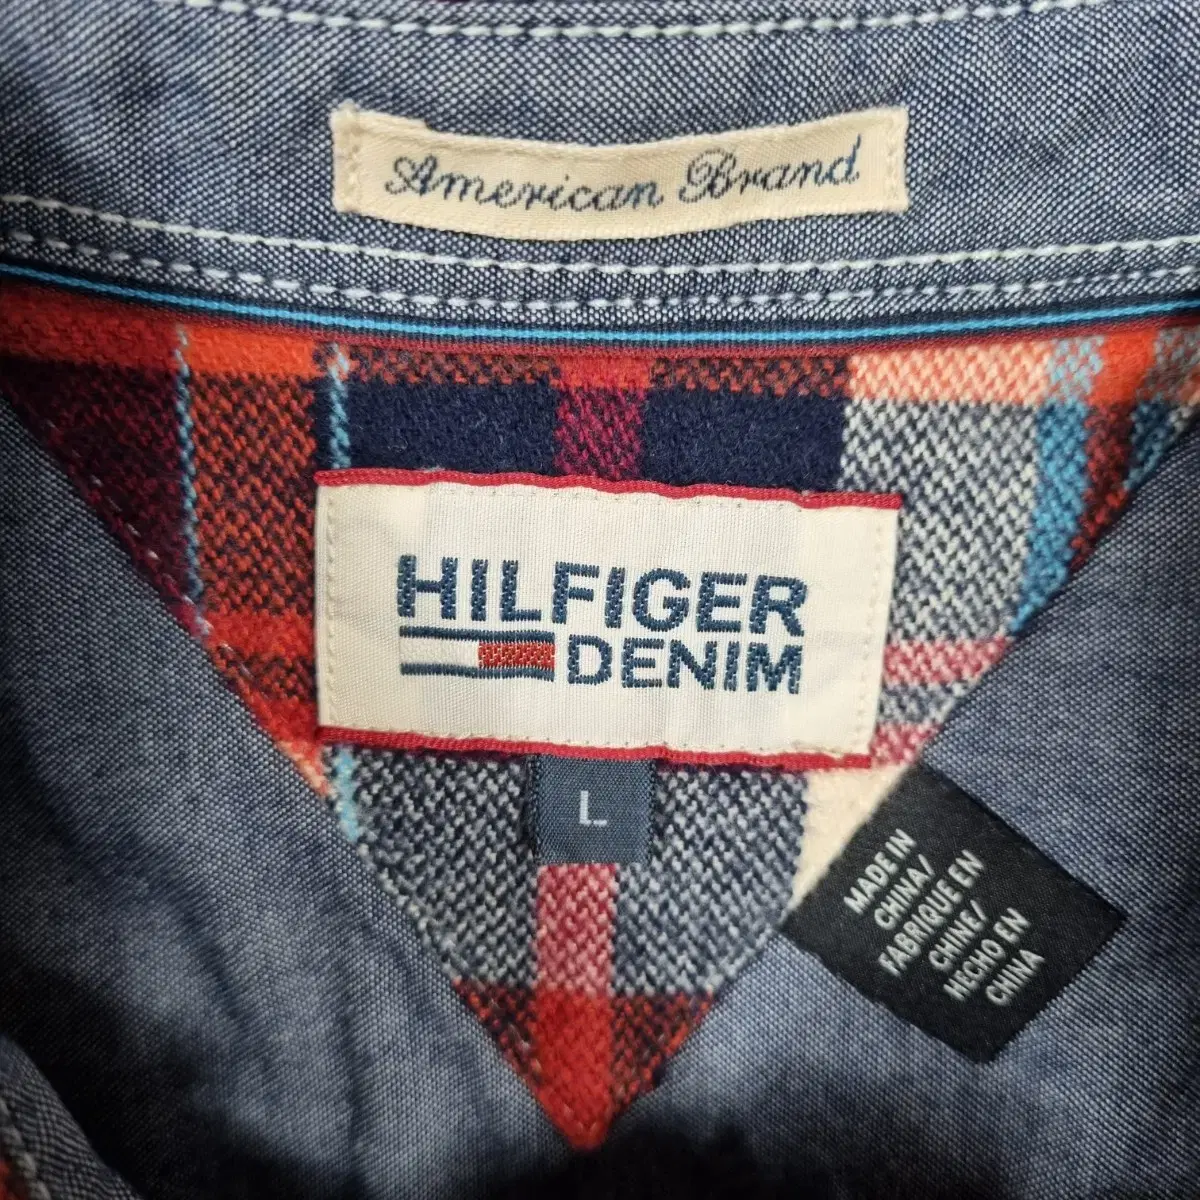 American Brand
HILFIGER
DENIM
L
MADE IN
CHINA/
FABRIQUE EN
CHINE/
HECHO EN
CHINA